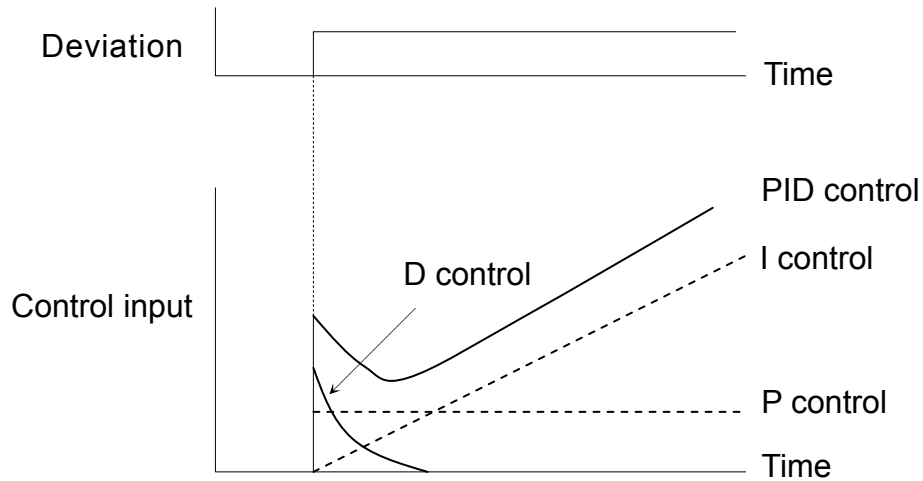 Deviation
Time
PID control
I control
D control
Control input
P control
Time